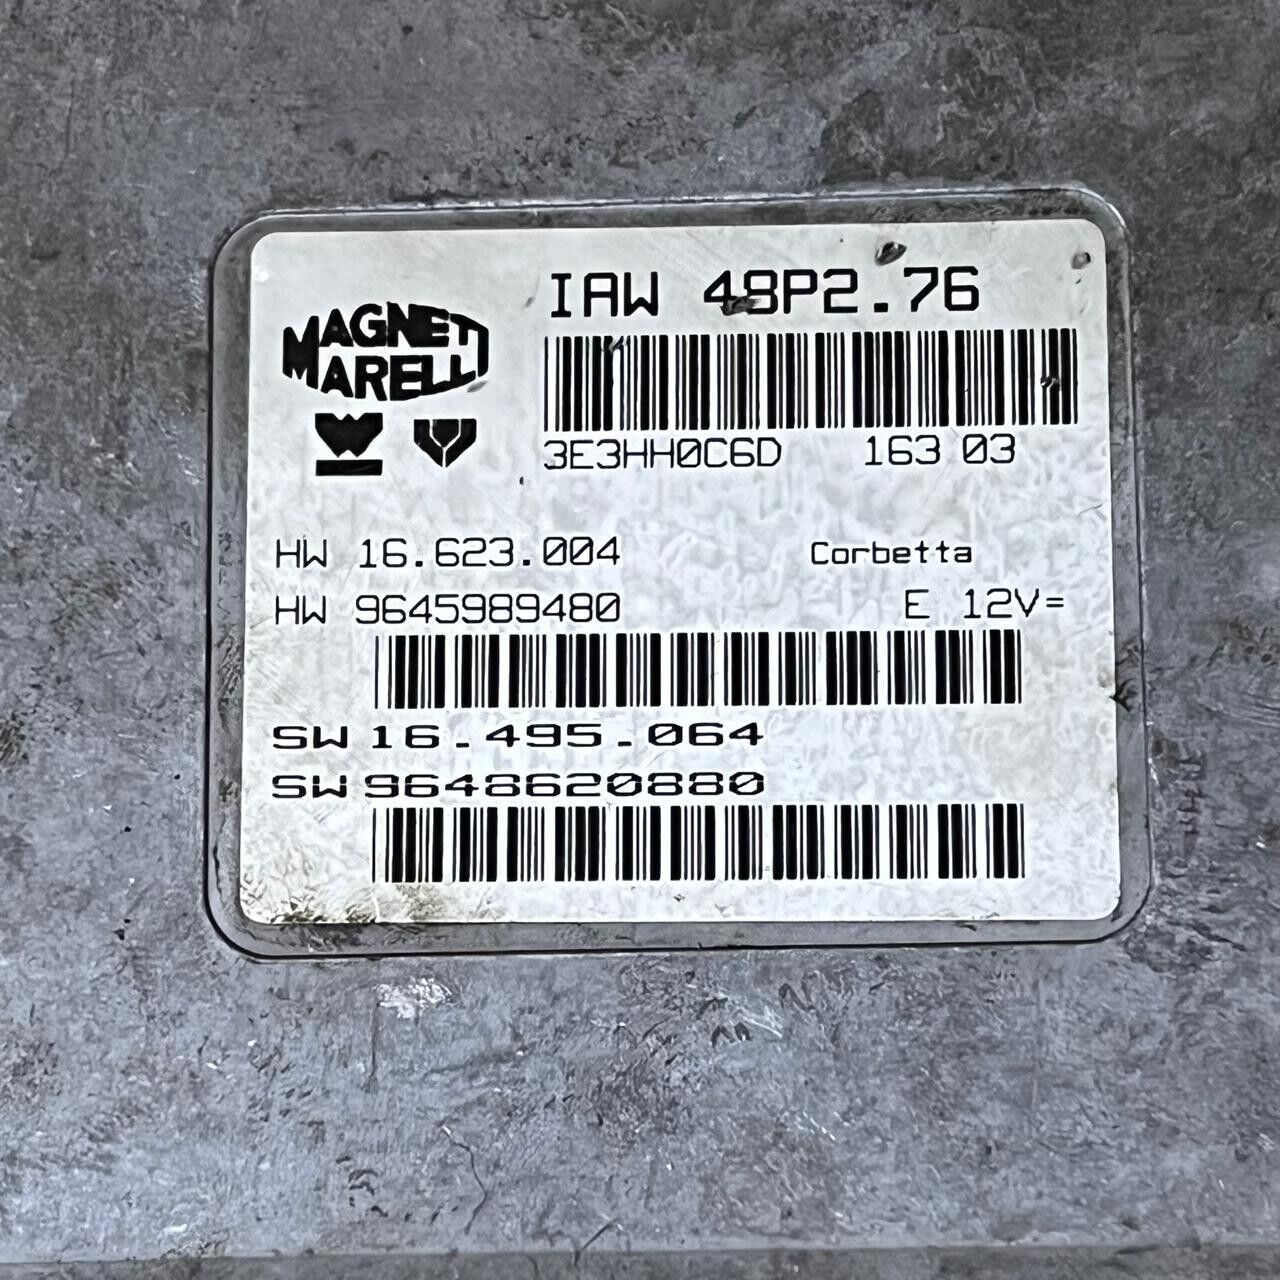 MAGNETI
MARELLI
IAW 48P2.76
3E3HH0C6D 163 03
HW 16.623.004 Corbetta
HW 9645989480 E 12V=
SW 16.495.064
SW 9648620880